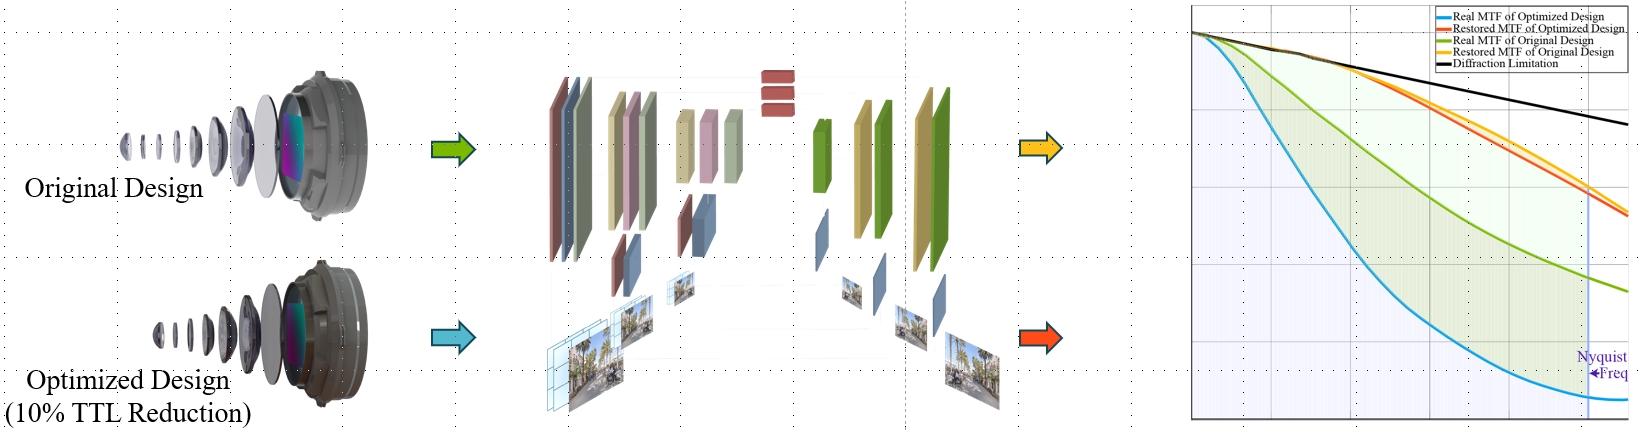 Original Design
Optimized Design
(10% TTL Reduction)
Real MTF of Optimized Design
Restored MTF of Optimized Design
Real MTF of Original Design
Restored MTF of Original Design
Diffraction Limitation
Nyquist
Freq